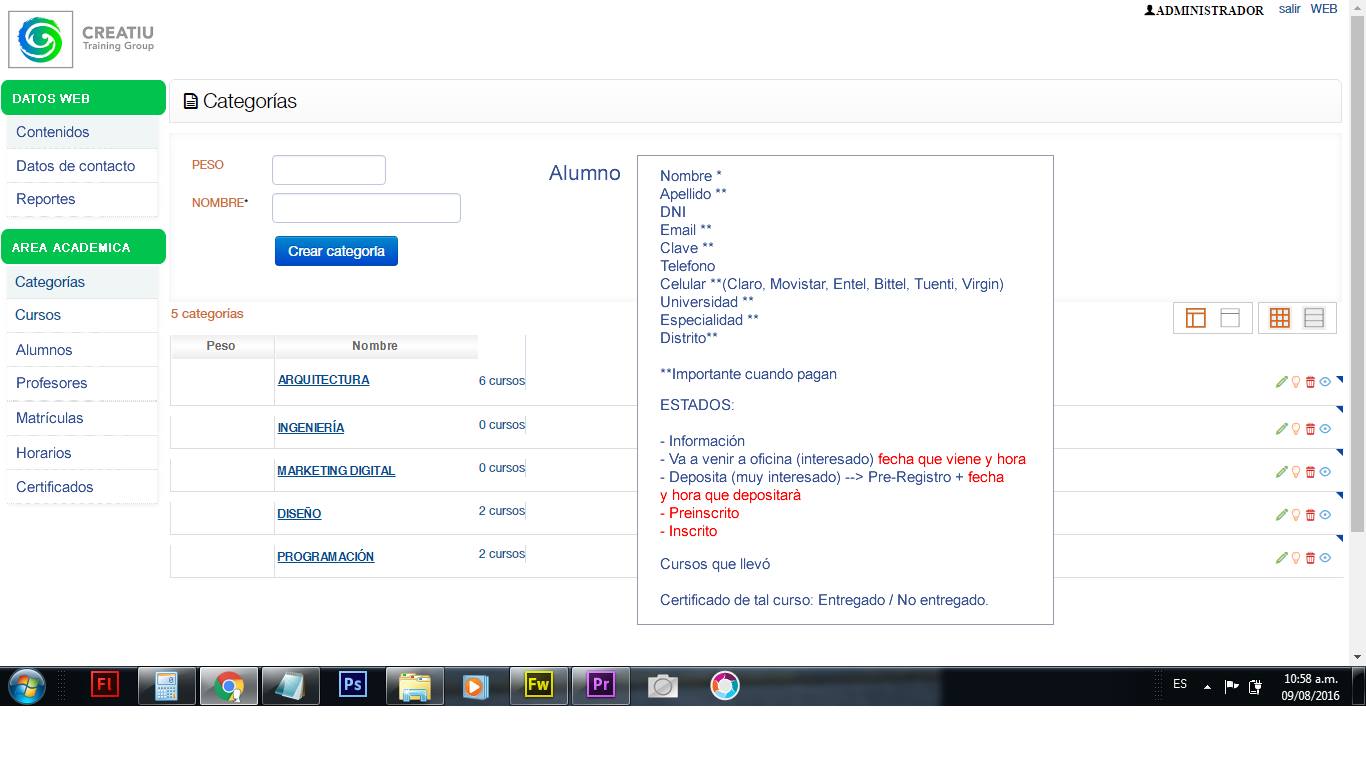 ADMINISTRADOR salir WEB
CREATIU
Training Group
DATOS WEB
Contenidos
Datos de contacto
Reportes
AREA ACADEMICA
Categorías
Cursos
Alumnos
Profesores
Matrículas
Horarios
Certificados
Categorías
PESO
NOMBRE*
Crear categoría
Alumno
Nombre *
Apellido **
DNI
Email **
Clave **
Telefono
Celular **(Claro, Movistar, Entel, Bittel, Tuenti, Virgin)
Universidad **
Especialidad **
Distrito**
**Importante cuando pagan
ESTADOS:
- Información
- Va a venir a oficina (interesado) fecha que viene y hora
- Deposita (muy interesado) --> Pre-Registro + fecha
y hora que depositarà
- Preinscrito
- Inscrito
Cursos que llevó
Certificado de tal curso: Entregado / No entregado.
5 categorías
Peso Nombre
ARQUITECTURA 6 cursos
INGENIERÍA 0 cursos
MARKETING DIGITAL 0 cursos
DISEÑO 2 cursos
PROGRAMACIÓN 2 cursos
Fl
Ps
Fw
Pr
ES
10:58 a.m.
09/08/2016